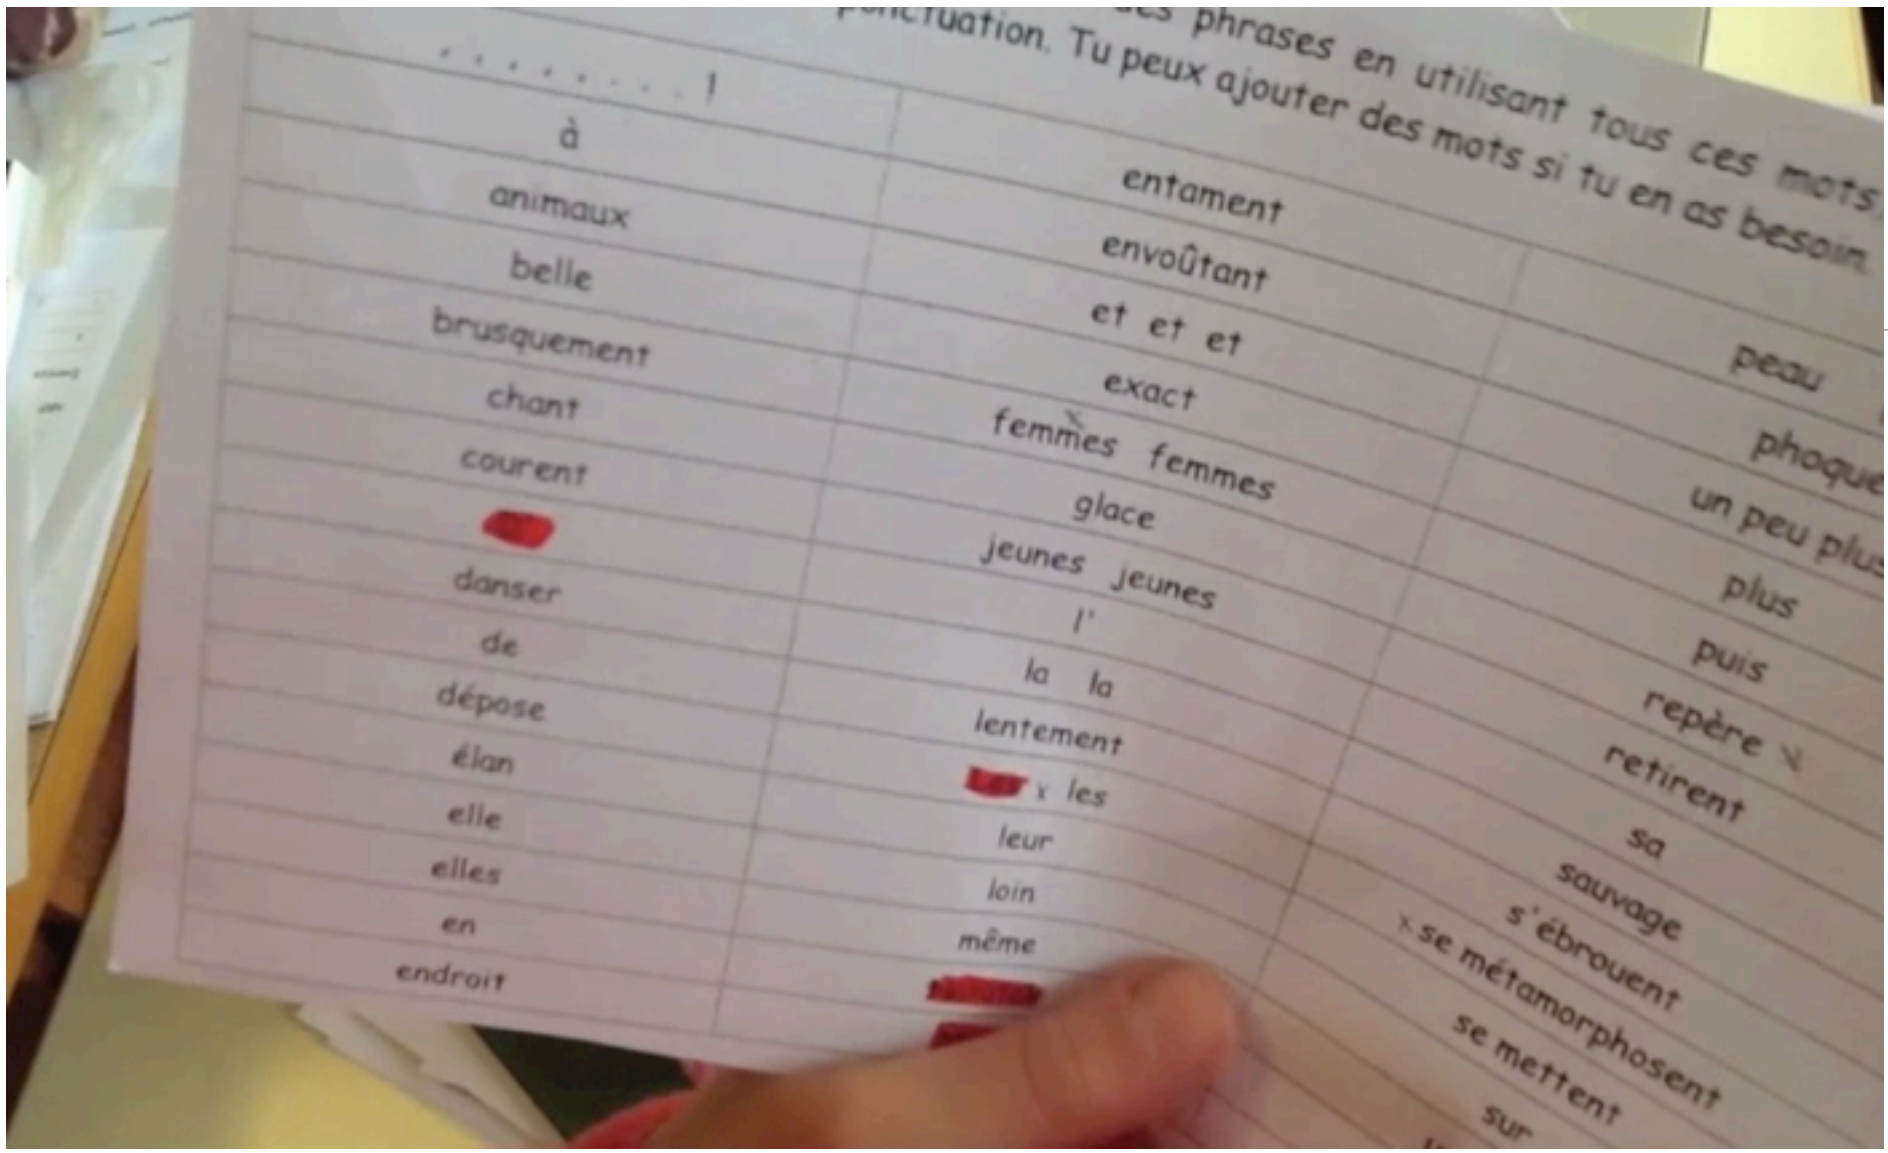 phrases en utilisant tous ces mots,
ponctuation. Tu peux ajouter des mots si tu en as besoin.
. . . . . . . . !
à
animaux
belle
brusquement
chant
courent
danser
de
dépose
élan
elle
elles
en
endroit
entament
envoûtant
et et et
exact
femmes femmes
glace
jeunes jeunes
l'
la la
lentement
x les
leur
loin
même
peau
phoque
un peu plus
plus
puis
repère
retirent
sa
sauvage
s'ébrouent
x se métamorphosent
se mettent
sur